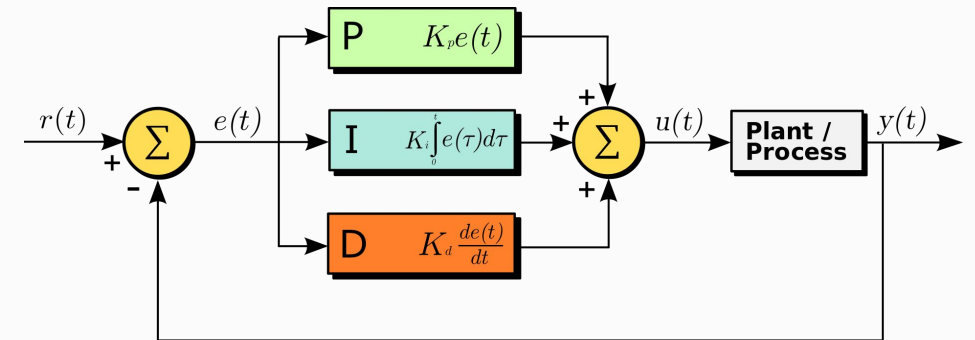 P K_p e(t)
r(t) + Σ e(t)
-
I K_i ∫_0^t e(τ)dτ
D K_d de(t)/dt
+ + + Σ u(t)
Plant /
Process
y(t)